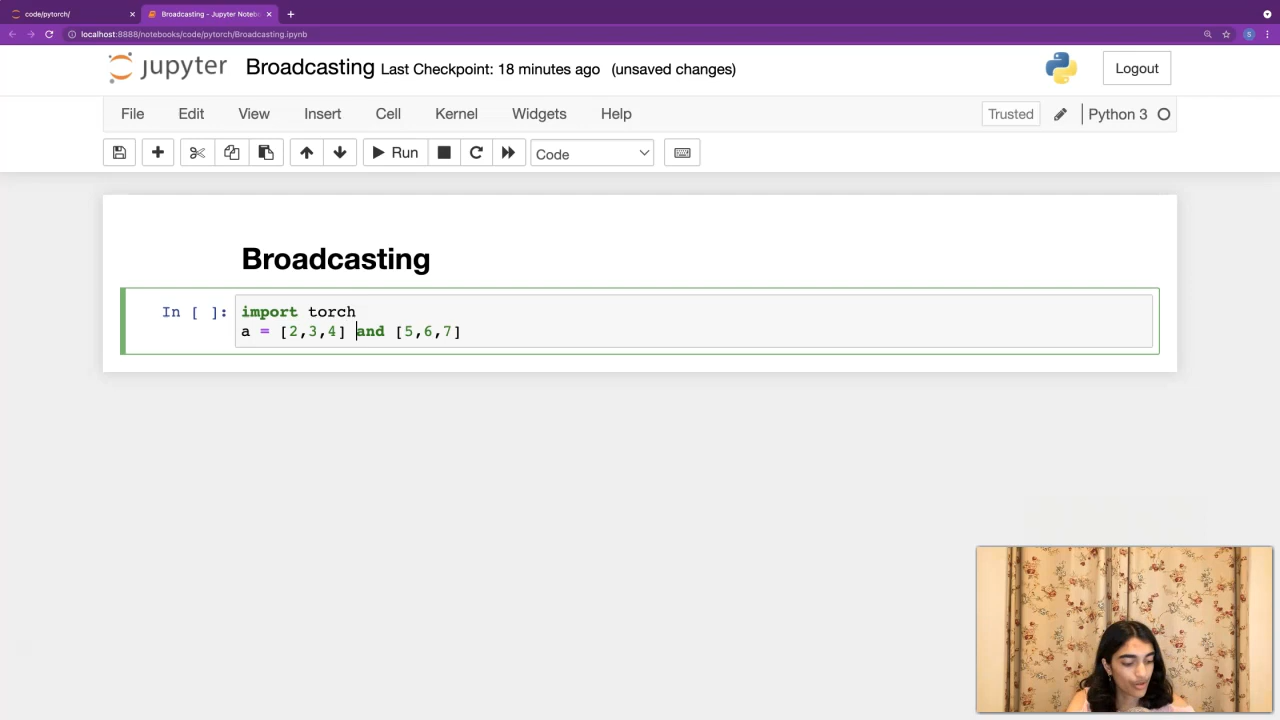 code/pytorch/
Broadcasting - Jupyter Notebo
localhost:8888/notebooks/code/pytorch/Broadcasting.ipynb
S
jupyter Broadcasting Last Checkpoint: 18 minutes ago (unsaved changes)
Logout
File Edit View Insert Cell Kernel Widgets Help
Trusted
Python 3
Run
Code
Broadcasting
In [ ]:
import torch
a = [2,3,4] and [5,6,7]